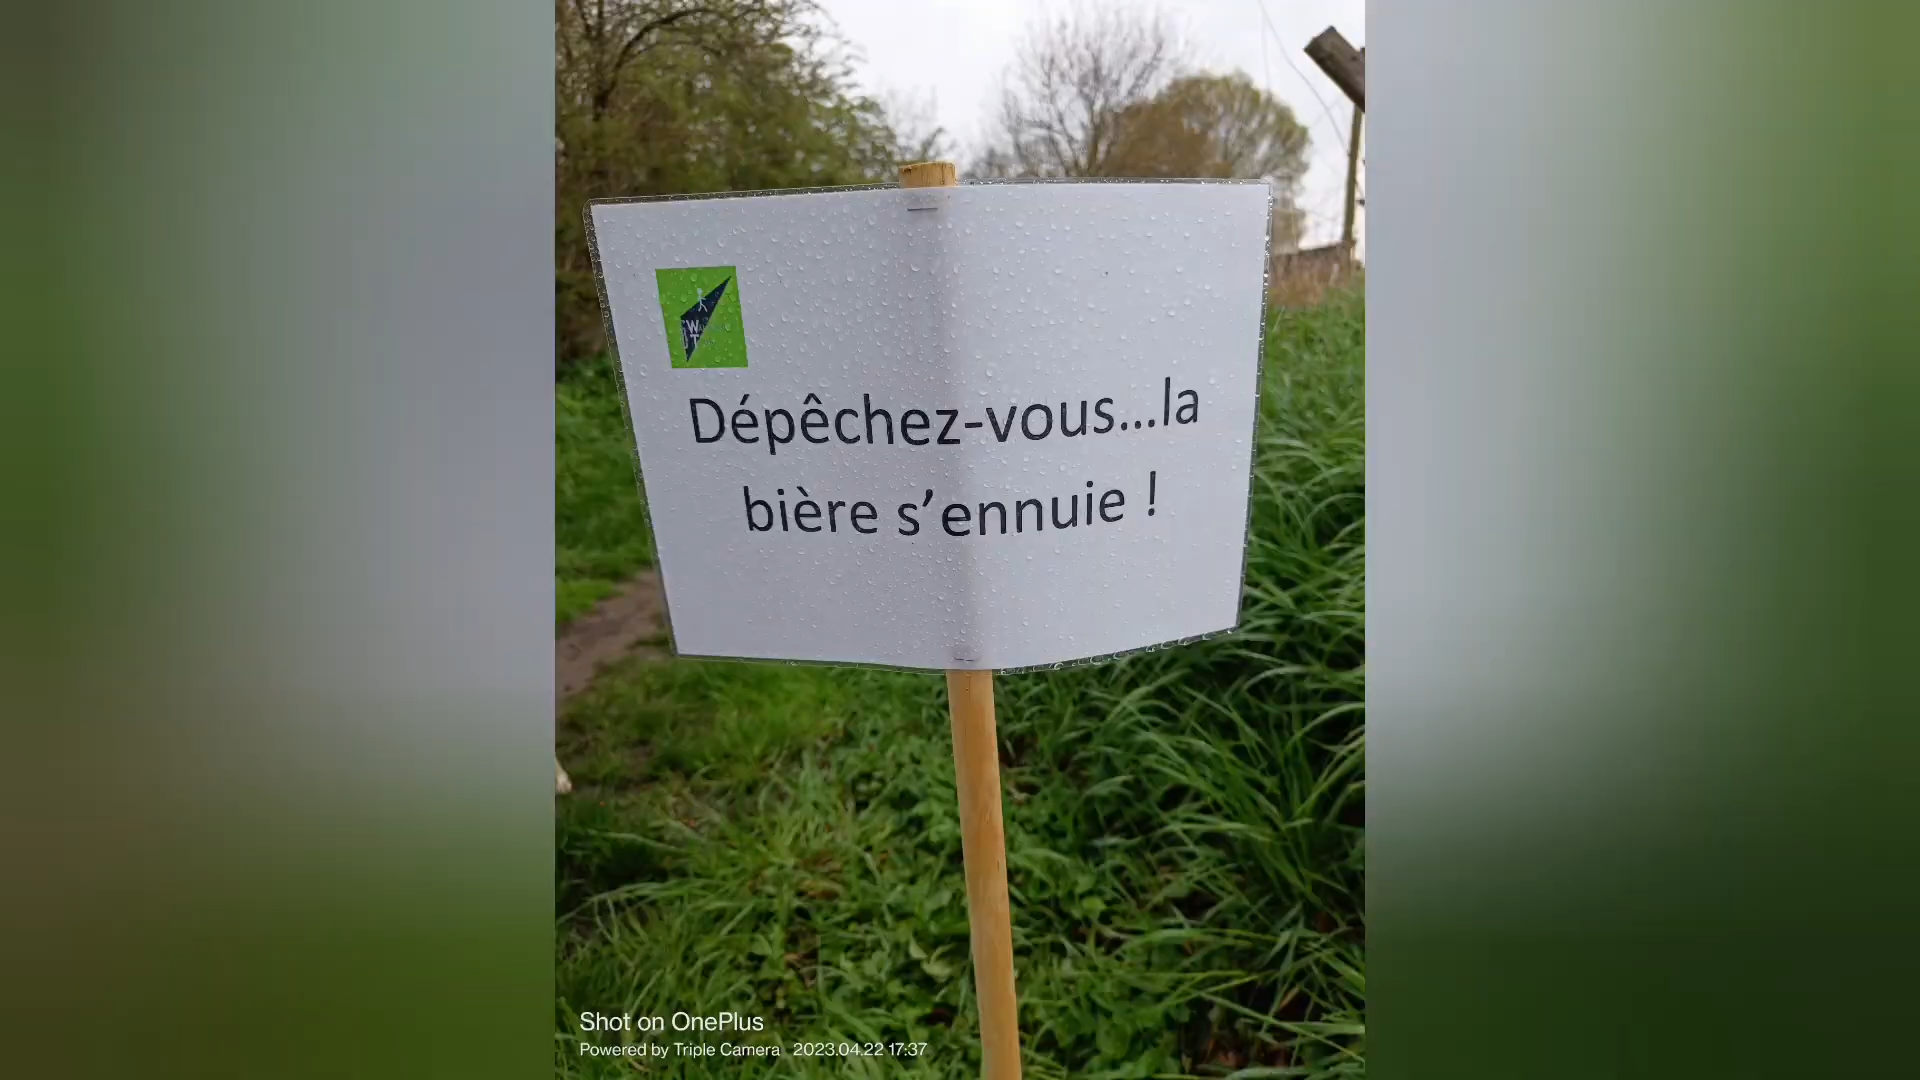 Dépêchez-vous...la
bière s’ennuie !
Shot on OnePlus
Powered by Triple Camera 2023.04.22 17:37